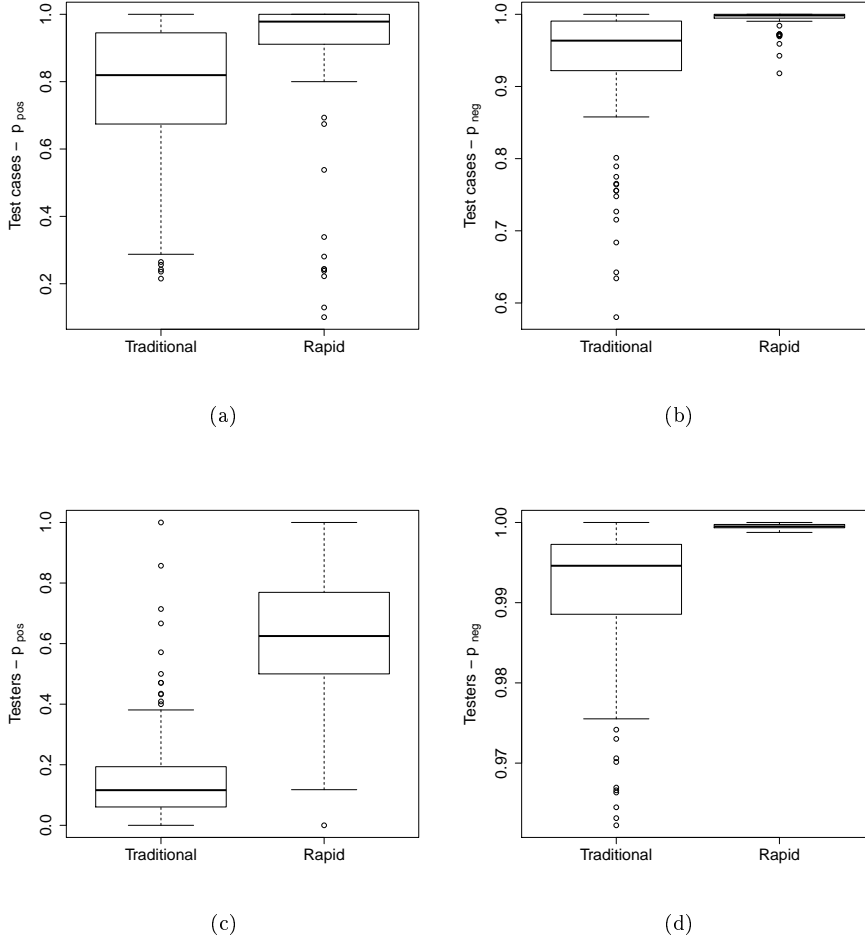 Test cases − p pos
1.0
0.8
0.6
0.4
0.2
Traditional Rapid
(a)
Test cases − p neg
1.0
0.9
0.8
0.7
0.6
Traditional Rapid
(b)
Testers − p pos
1.0
0.8
0.6
0.4
0.2
0.0
Traditional Rapid
(c)
Testers − p neg
1.00
0.99
0.98
0.97
Traditional Rapid
(d)